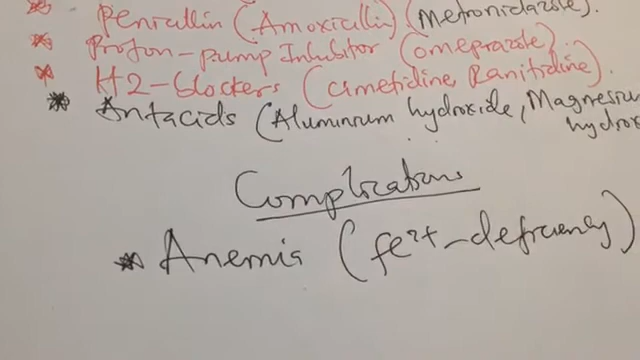 * Penicillin (Amoxicillin) (Metronidazole).
* Proton-pump Inhibitor (omeprazole)
* H2-blockers (Cimetidine, Ranitidine).
* Antacids (Aluminium hydroxide, Magnesium
hydrox
Complications
* Anemia (fe2+-deficiency)